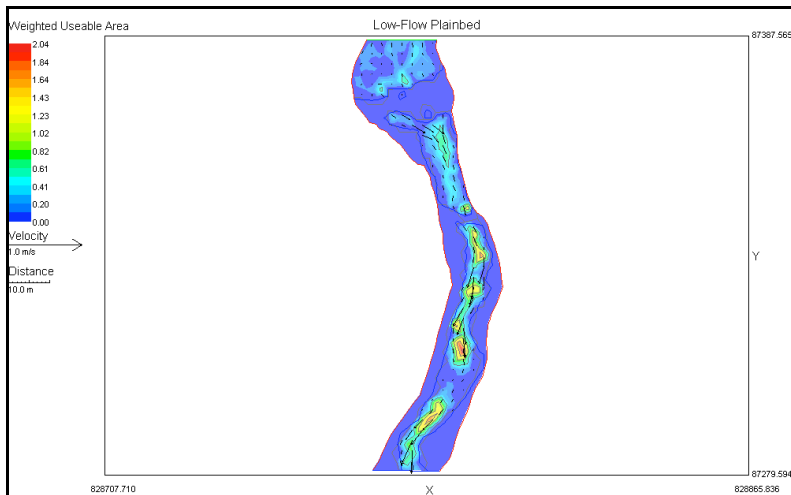 Low-Flow Plainbed
Weighted Useable Area
2.04
1.84
1.64
1.43
1.23
1.02
0.82
0.61
0.41
0.20
0.00
Velocity
1.0 m/s
Distance
10.0 m
87387.565
Y
87279.594
828707.710
X
828865.836